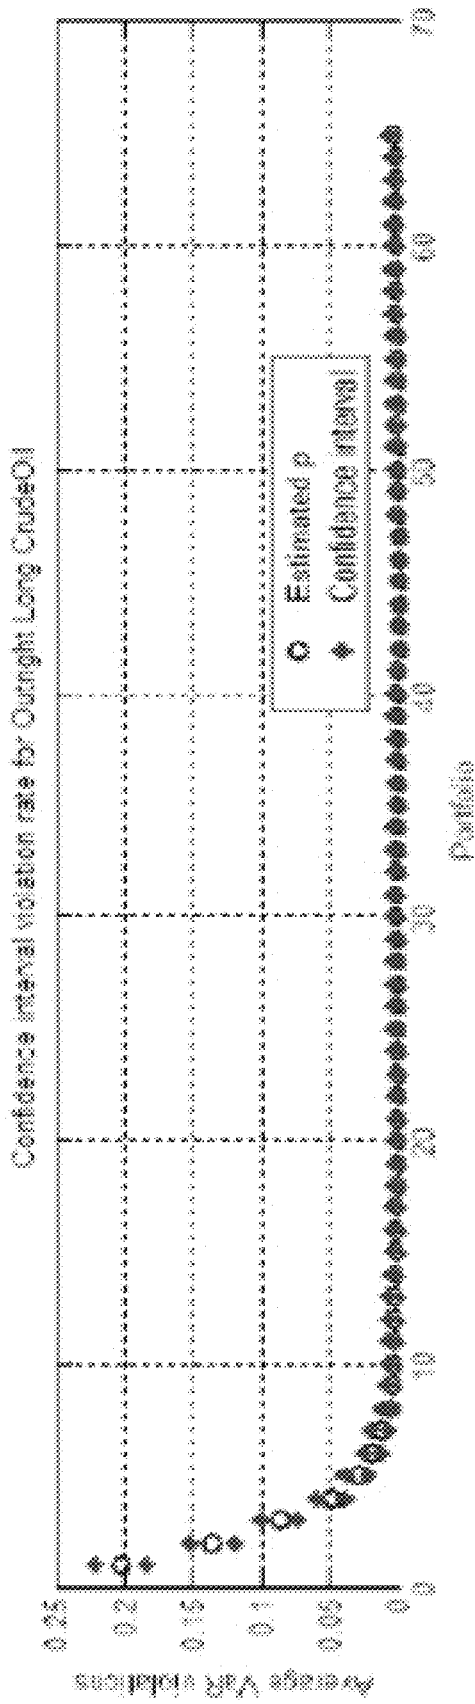 Confidence interval violation rate for Outright Long CrudeOil
Average VaR violations
0.25
0.2
0.15
0.1
0.05
0
0
10
20
30
40
50
60
70
Portfolio
Estimated p
Confidence interval